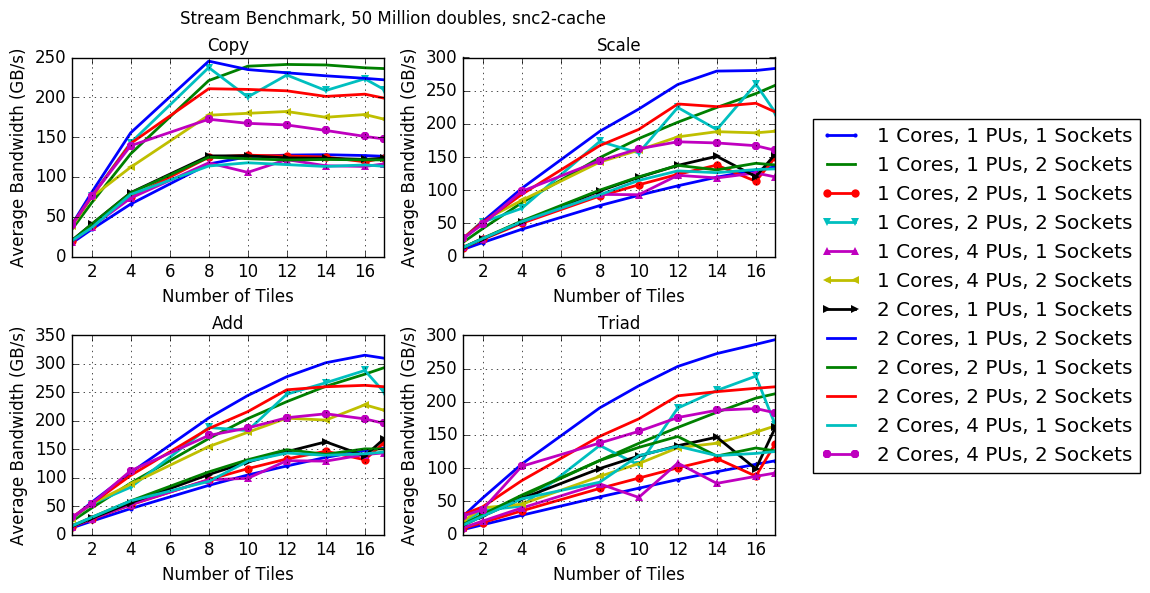 Stream Benchmark, 50 Million doubles, snc2-cache
Copy
Average Bandwidth (GB/s)
250
200
150
100
50
0
2 4 6 8 10 12 14 16
Number of Tiles
Scale
Average Bandwidth (GB/s)
300
250
200
150
100
50
0
2 4 6 8 10 12 14 16
Number of Tiles
Add
Average Bandwidth (GB/s)
350
300
250
200
150
100
50
0
2 4 6 8 10 12 14 16
Number of Tiles
Triad
Average Bandwidth (GB/s)
300
250
200
150
100
50
0
2 4 6 8 10 12 14 16
Number of Tiles
1 Cores, 1 PUs, 1 Sockets
1 Cores, 1 PUs, 2 Sockets
1 Cores, 2 PUs, 1 Sockets
1 Cores, 2 PUs, 2 Sockets
1 Cores, 4 PUs, 1 Sockets
1 Cores, 4 PUs, 2 Sockets
2 Cores, 1 PUs, 1 Sockets
2 Cores, 1 PUs, 2 Sockets
2 Cores, 2 PUs, 1 Sockets
2 Cores, 2 PUs, 2 Sockets
2 Cores, 4 PUs, 1 Sockets
2 Cores, 4 PUs, 2 Sockets